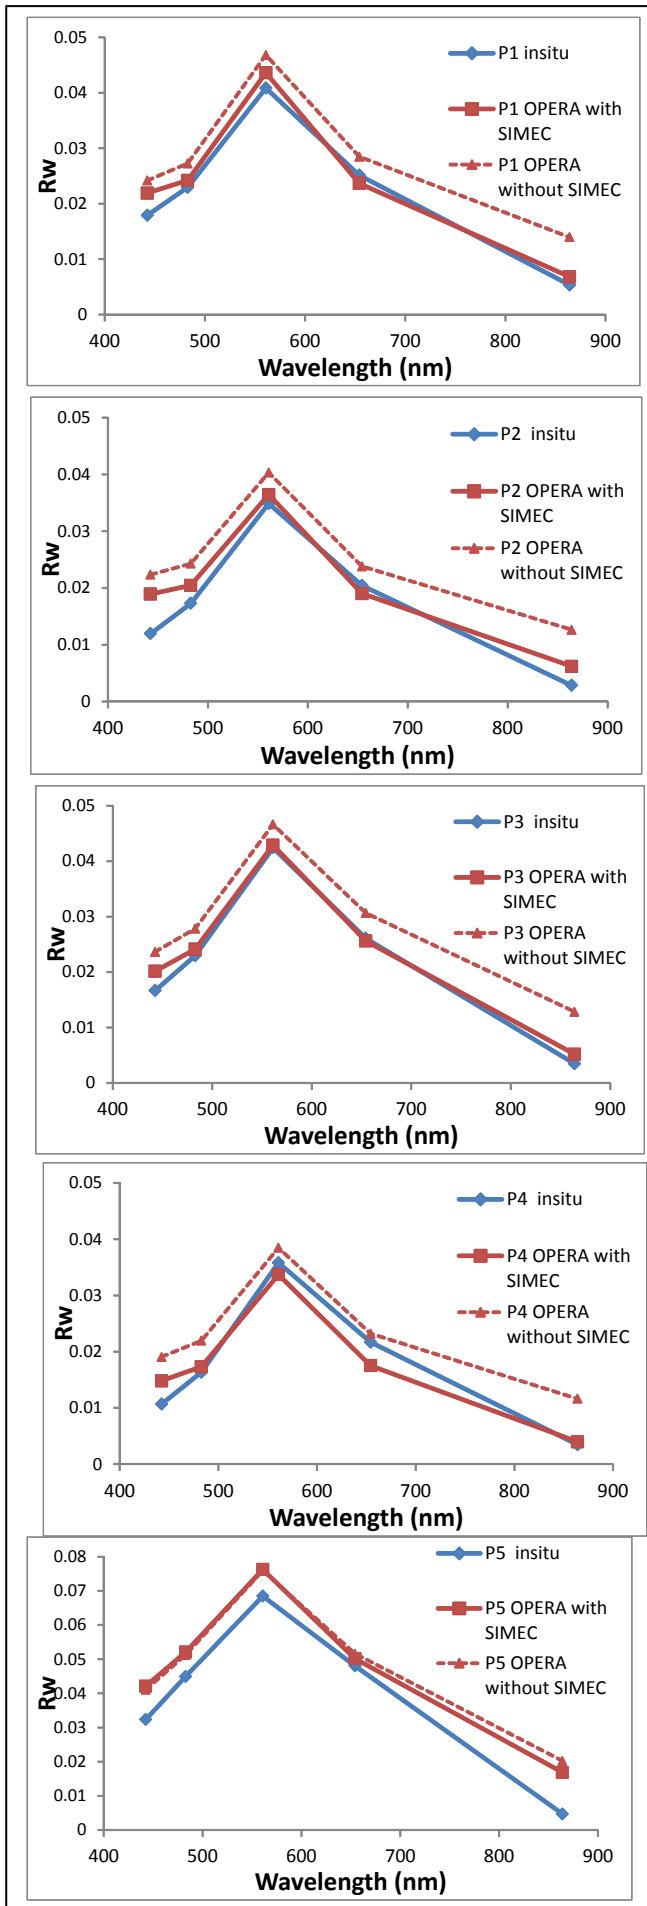 0.05
0.04
0.03
0.02
0.01
0
Rw
400 500 600 700 800 900
Wavelength (nm)
P1 insitu
P1 OPERA with
SIMEC
P1 OPERA
without SIMEC
0.05
0.04
0.03
0.02
0.01
0
Rw
400 500 600 700 800 900
Wavelength (nm)
P2 insitu
P2 OPERA with
SIMEC
P2 OPERA
without SIMEC
0.05
0.04
0.03
0.02
0.01
0
Rw
400 500 600 700 800 900
Wavelength (nm)
P3 insitu
P3 OPERA with
SIMEC
P3 OPERA
without SIMEC
0.05
0.04
0.03
0.02
0.01
0
Rw
400 500 600 700 800 900
Wavelength (nm)
P4 insitu
P4 OPERA with
SIMEC
P4 OPERA
without SIMEC
0.08
0.07
0.06
0.05
0.04
0.03
0.02
0.01
0
Rw
400 500 600 700 800 900
Wavelength (nm)
P5 insitu
P5 OPERA with
SIMEC
P5 OPERA
without SIMEC